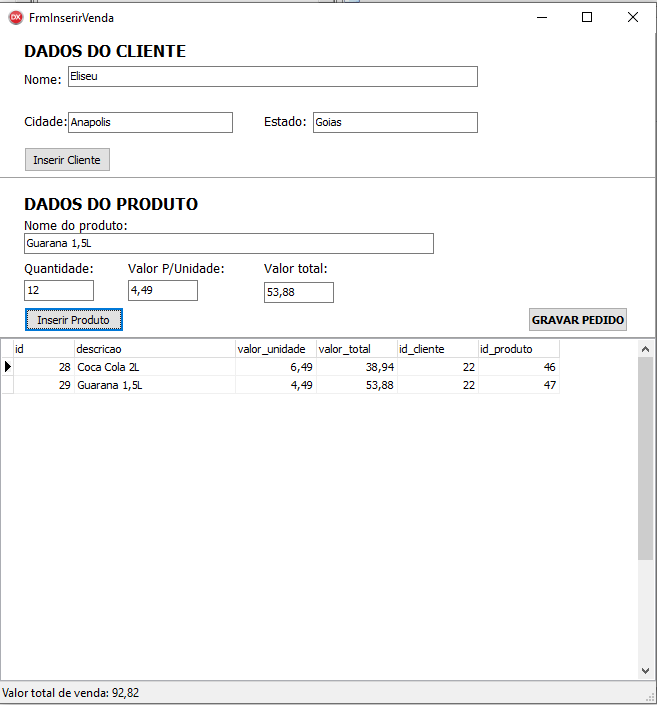 DX FrmInserirVenda
DADOS DO CLIENTE
Nome: Eliseu
Cidade: Anapolis Estado: Goias
Inserir Cliente
DADOS DO PRODUTO
Nome do produto:
Guarana 1,5L
Quantidade: Valor P/Unidade: Valor total:
12 4,49 53,88
Inserir Produto GRAVAR PEDIDO
id descricao valor_unidade valor_total id_cliente id_produto
28 Coca Cola 2L 6,49 38,94 22 46
29 Guarana 1,5L 4,49 53,88 22 47
Valor total de venda: 92,82